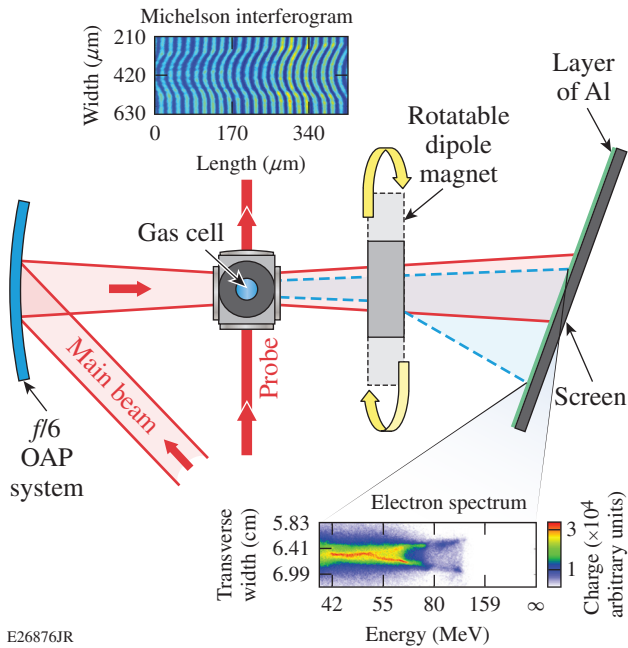 Michelson interferogram
Width (μm)
210
420
630
0 170 340
Length (μm)
Layer
of Al
Rotatable
dipole
magnet
Gas cell
Main beam
Probe
f/6
OAP
system
Screen
Electron spectrum
Transverse
width (cm)
5.83
6.41
6.99
42 55 80 159 ∞
Energy (MeV)
3
1
Charge (×10⁴
arbitrary units)
E26876JR